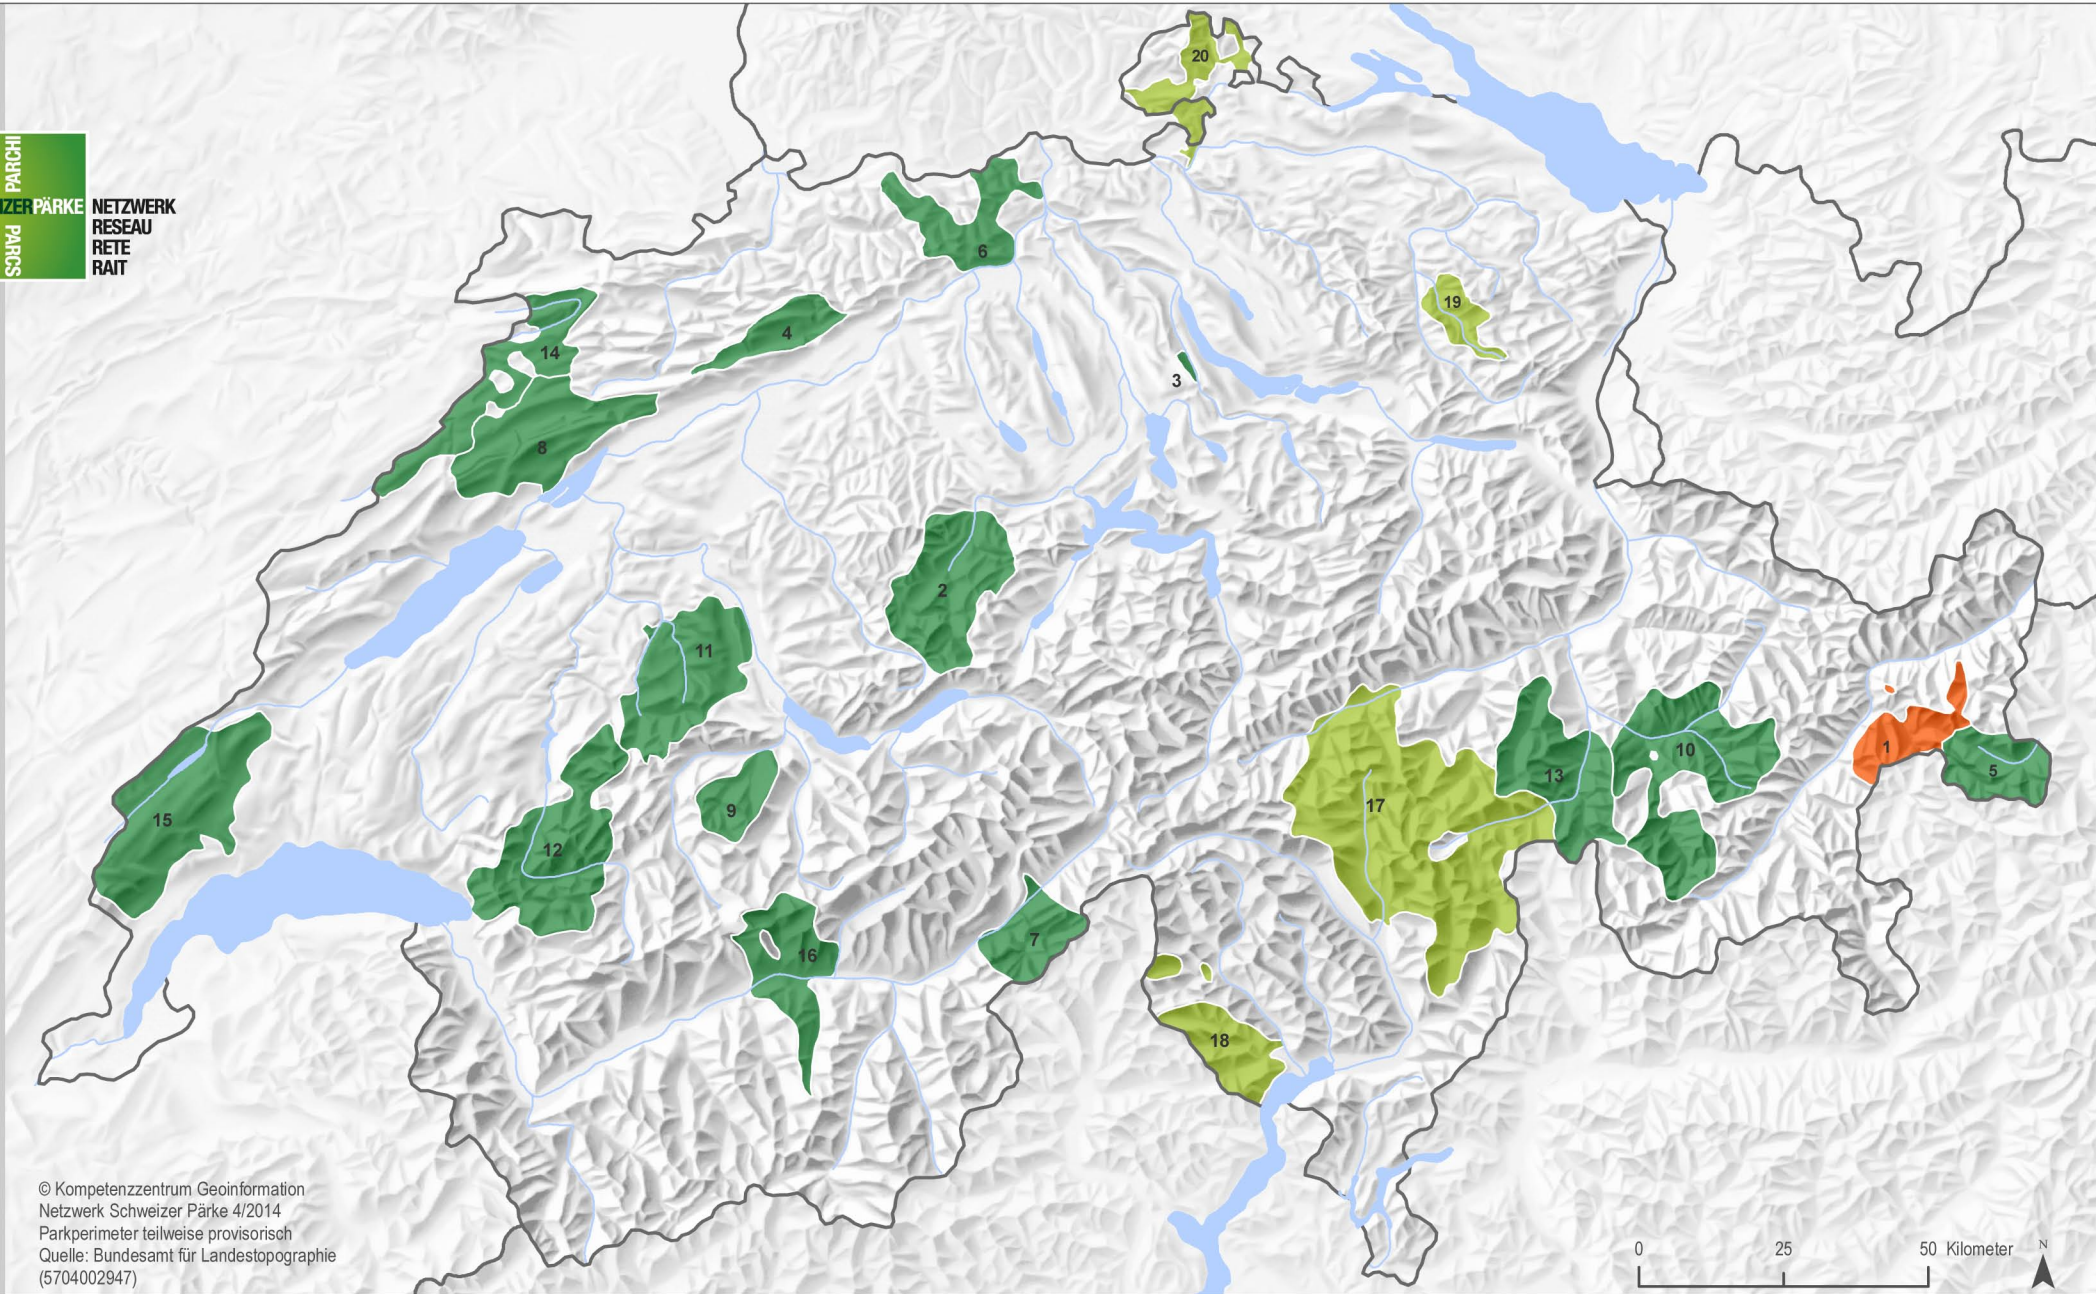 PARCHI
IZERPÄRKE
PARCS
NETZWERK
RESEAU
RETE
RAIT
20
6
19
4
14
3
8
2
11
10
1
5
13
17
9
15
12
7
16
18
© Kompetenzzentrum Geoinformation
Netzwerk Schweizer Pärke 4/2014
Parkperimeter teilweise provisorisch
Quelle: Bundesamt für Landestopographie
(5704002947)
0 25 50 Kilometer
N